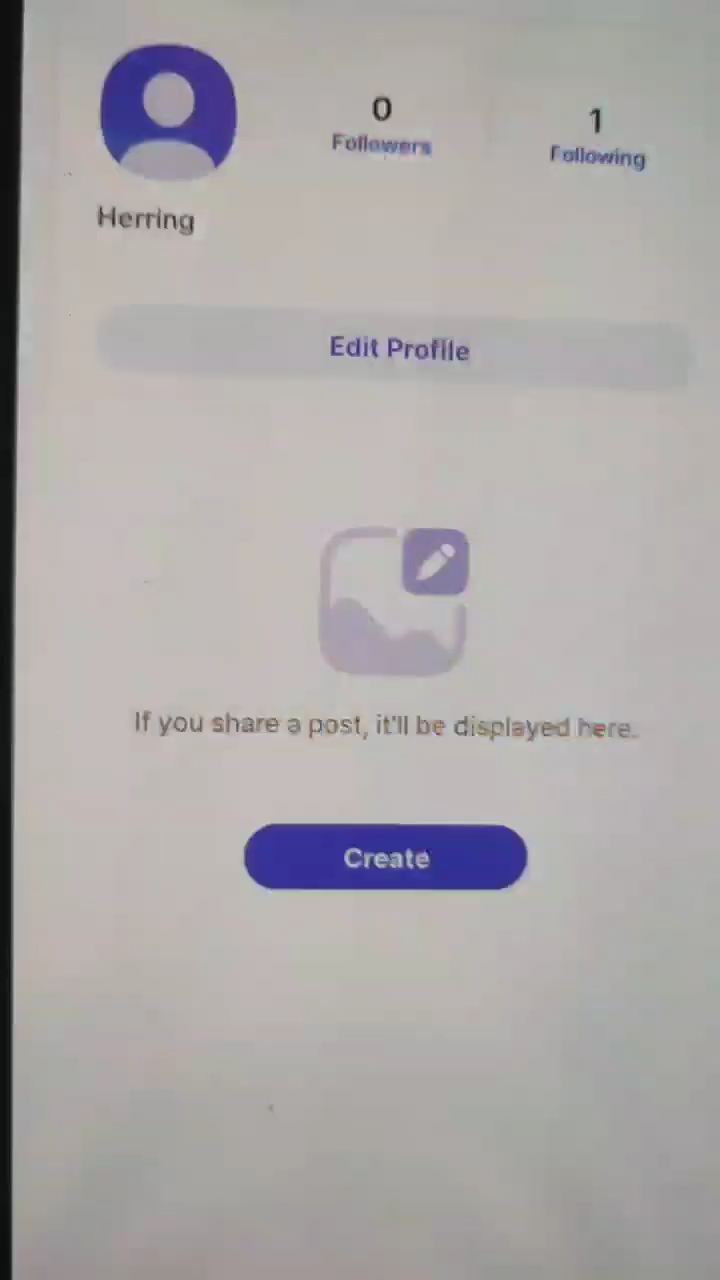 0
Followers
1
Following
Herring
Edit Profile
If you share a post, it'll be displayed here.
Create